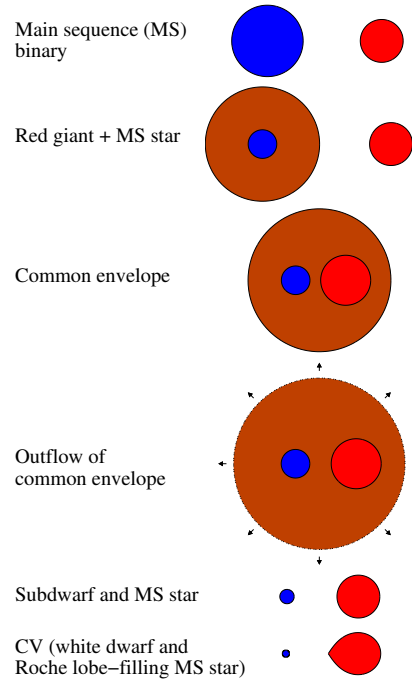 Main sequence (MS)
binary
Red giant + MS star
Common envelope
Outflow of
common envelope
Subdwarf and MS star
CV (white dwarf and
Roche lobe−filling MS star)